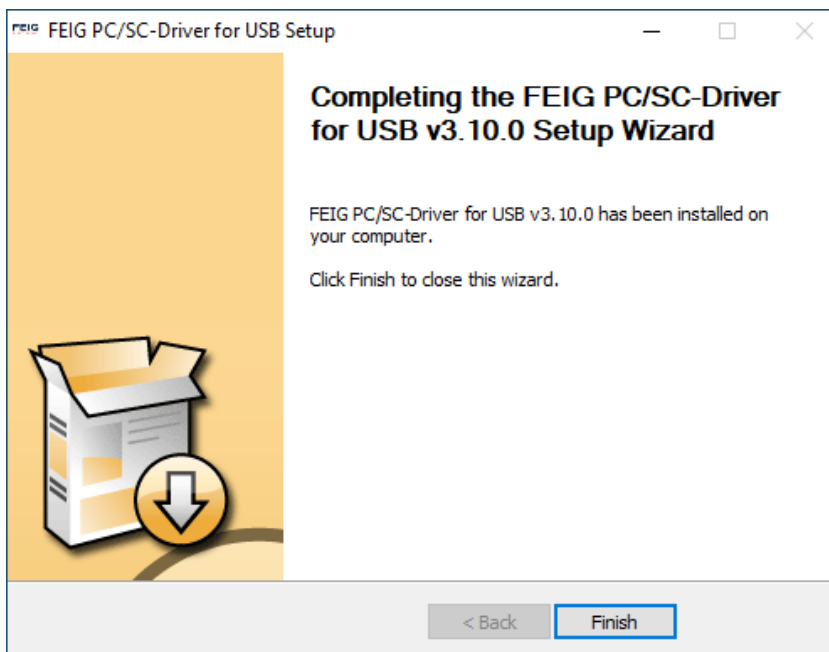 FEIG FEIG PC/SC-Driver for USB Setup
Completing the FEIG PC/SC-Driver
for USB v3.10.0 Setup Wizard
FEIG PC/SC-Driver for USB v3.10.0 has been installed on
your computer.
Click Finish to close this wizard.
< Back Finish